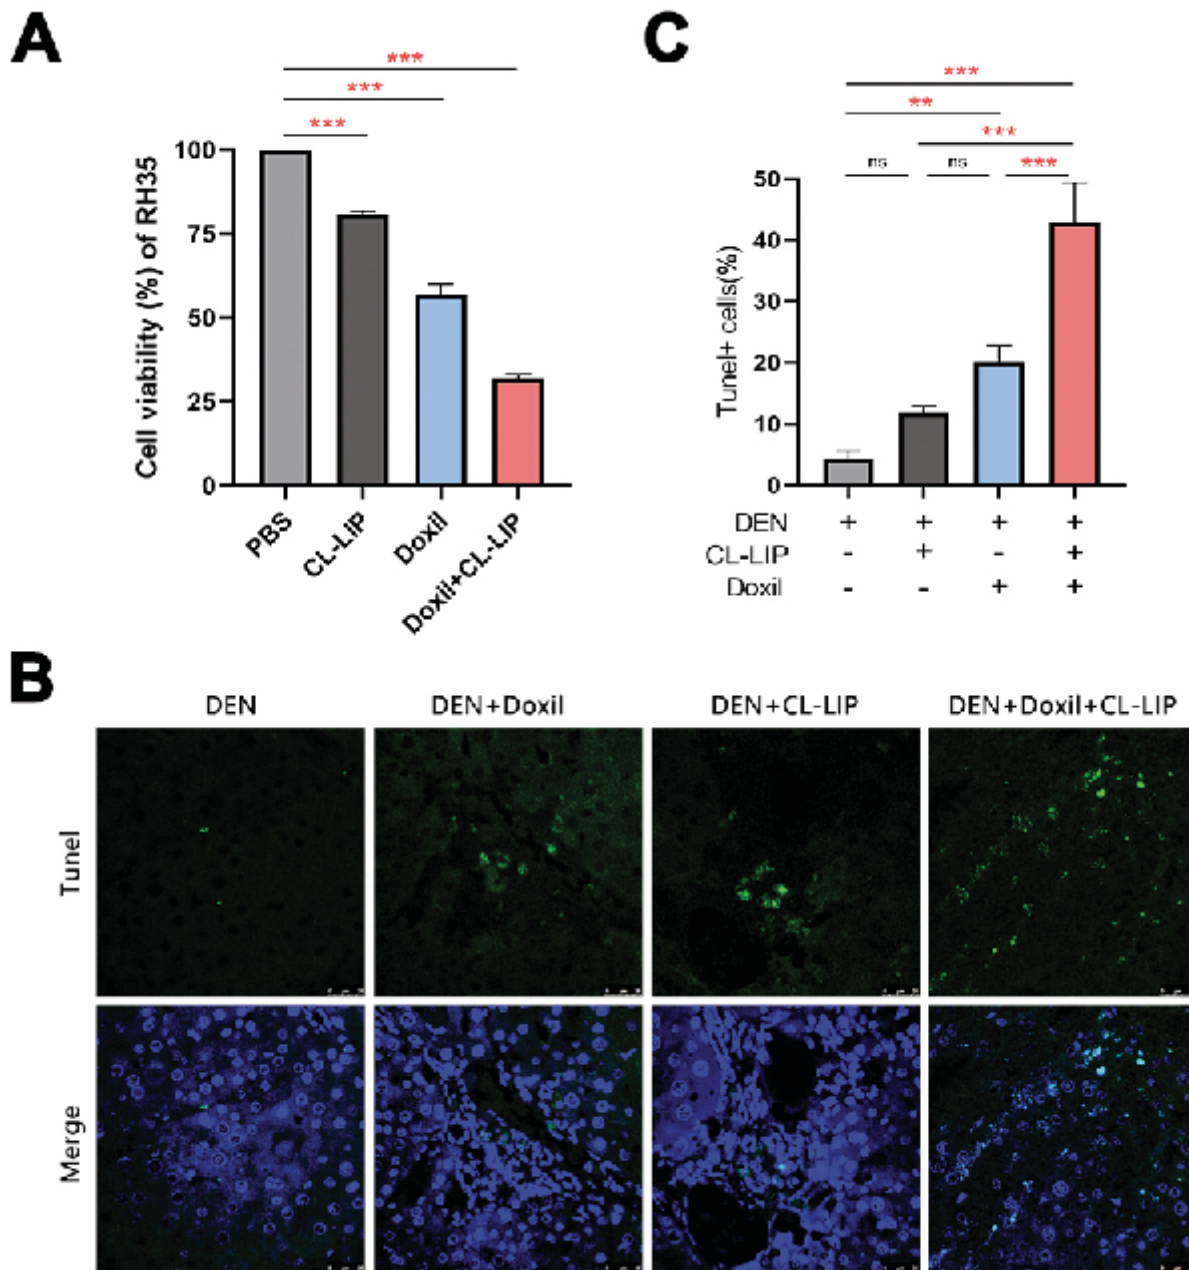 A
***
***
***
Cell viability (%) of RH35
100
75
50
25
0
PBS
CL-LIP
Doxil
Doxil+CL-LIP
C
***
**
***
ns
ns
***
Tunel+ cells(%)
50
40
30
20
10
0
DEN + + + +
CL-LIP - + - +
Doxil - - + +
B
DEN
DEN+Doxil
DEN+CL-LIP
DEN+Doxil+CL-LIP
Tunel
Merge